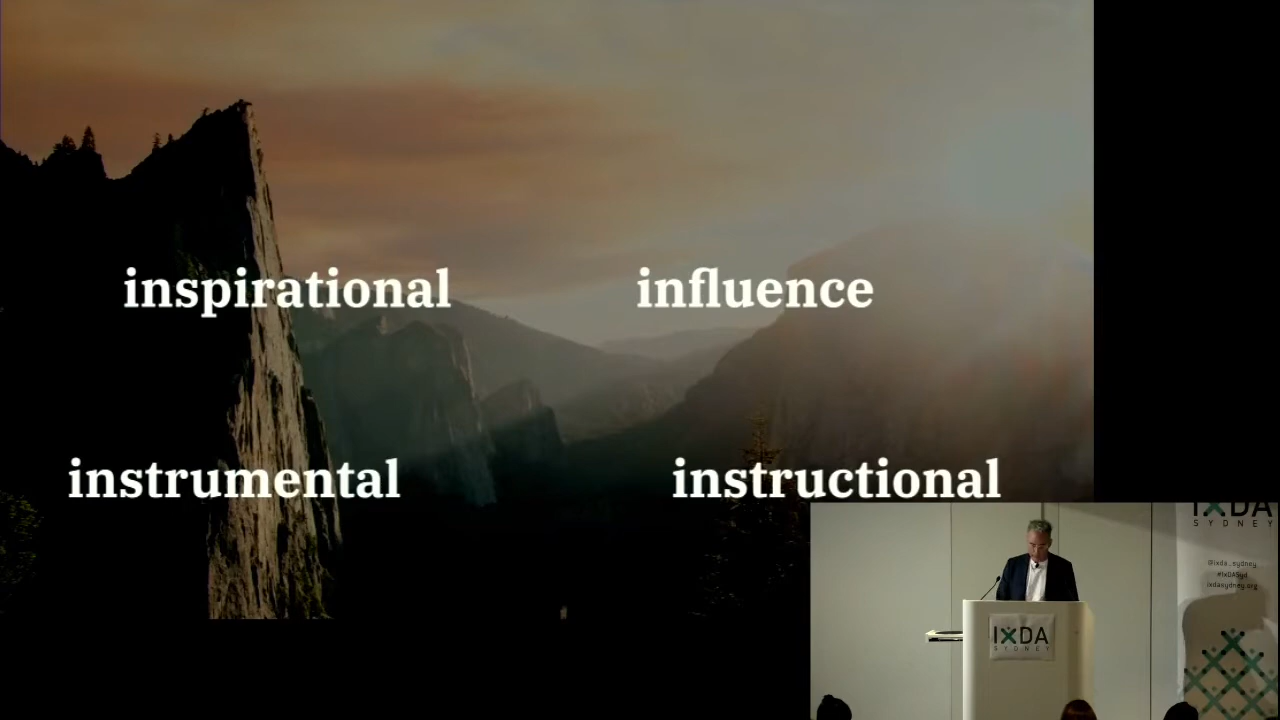 inspirational
influence
instrumental
instructional
IXDA
SYDNEY
@ixda_sydney
#IxDASyd
ixdasydney.org
IXDA
SYDNEY